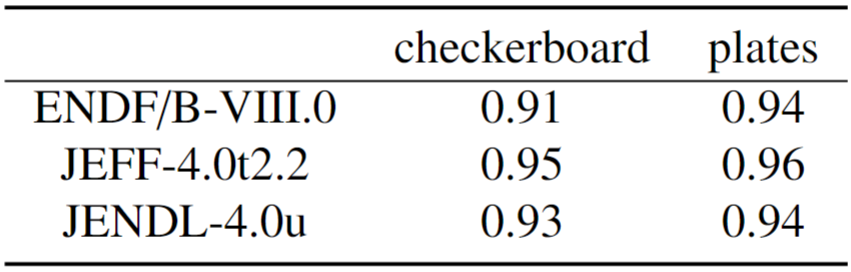 checkerboard plates
ENDF/B-VIII.0 0.91 0.94
JEFF-4.0t2.2 0.95 0.96
JENDL-4.0u 0.93 0.94